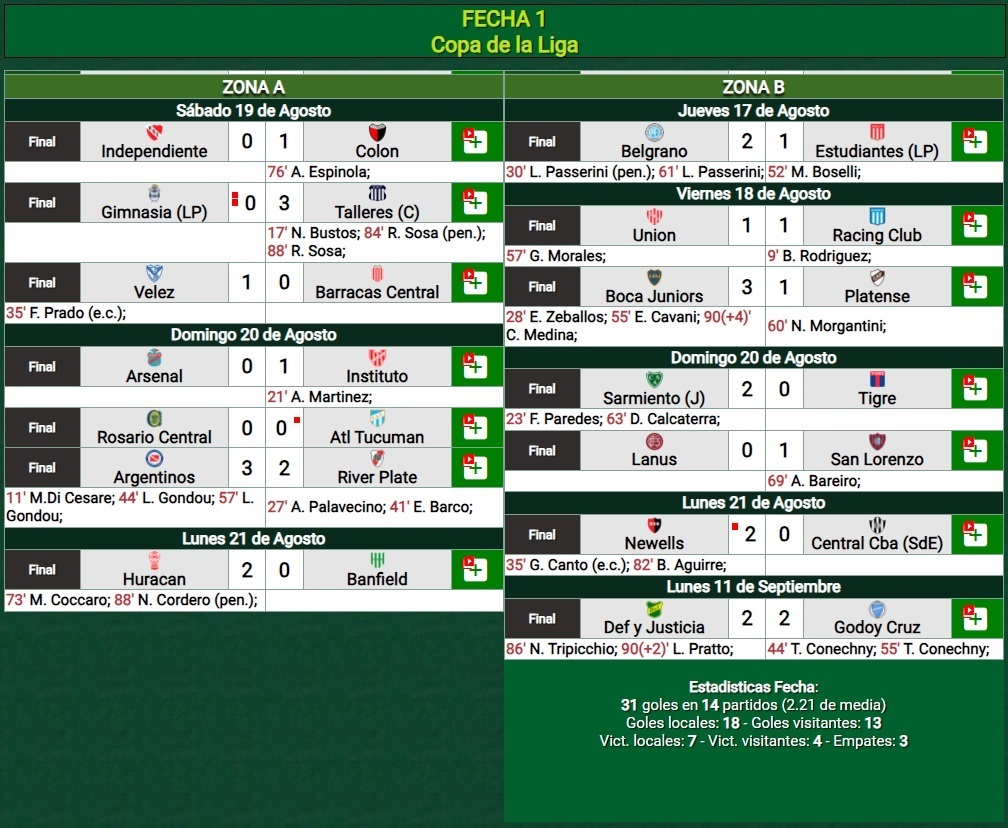 FECHA 1
Copa de la Liga
ZONA A
Sábado 19 de Agosto
Final Independiente 0 1 Colon
76' A. Espinola;
Final Gimnasia (LP) 0 3 Talleres (C)
17' N. Bustos; 84' R. Sosa (pen.);
88' R. Sosa;
Final Velez 1 0 Barracas Central
35' F. Prado (e.c.);
Domingo 20 de Agosto
Final Arsenal 0 1 Instituto
21' A. Martinez;
Final Rosario Central 0 0 Atl Tucuman
Final Argentinos 3 2 River Plate
11' M.Di Cesare; 44' L. Gondou; 57' L.
Gondou;
27' A. Palavecino; 41' E. Barco;
Lunes 21 de Agosto
Final Huracan 2 0 Banfield
73' M. Coccaro; 88' N. Cordero (pen.);
ZONA B
Jueves 17 de Agosto
Final Belgrano 2 1 Estudiantes (LP)
30' L. Passerini (pen.); 61' L. Passerini; 52' M. Boselli;
Viernes 18 de Agosto
Final Union 1 1 Racing Club
57' G. Morales; 9' B. Rodriguez;
Final Boca Juniors 3 1 Platense
28' E. Zeballos; 55' E. Cavani; 90(+4)'
C. Medina;
60' N. Morgantini;
Domingo 20 de Agosto
Final Sarmiento (J) 2 0 Tigre
23' F. Paredes; 63' D. Calcaterra;
Final Lanus 0 1 San Lorenzo
69' A. Bareiro;
Lunes 21 de Agosto
Final Newells 2 0 Central Cba (SdE)
35' G. Canto (e.c.); 82' B. Aguirre;
Lunes 11 de Septiembre
Final Def y Justicia 2 2 Godoy Cruz
86' N. Tripicchio; 90(+2)' L. Pratto; 44' T. Conechny; 55' T. Conechny;
Estadisticas Fecha:
31 goles en 14 partidos (2.21 de media)
Goles locales: 18 - Goles visitantes: 13
Vict. locales: 7 - Vict. visitantes: 4 - Empates: 3